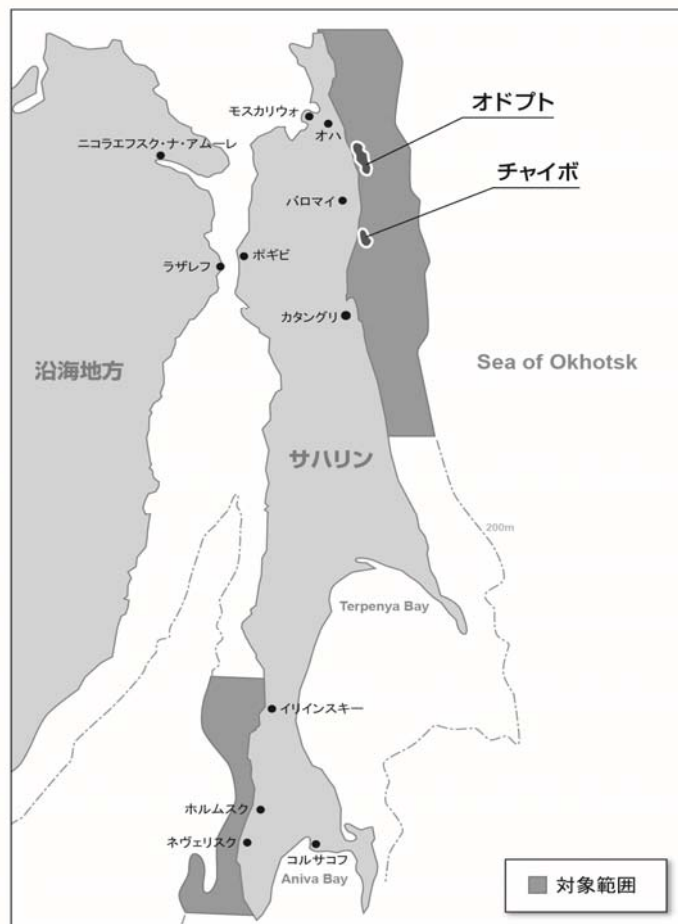 モスカリウォ
オハ
オドプト
ニコラエフスク・ナ・アムーレ
チャイボ
バロマイ
ポギビ
ラザレフ
カタングリ
Sea of Okhotsk
沿海地方
サハリン
200m
Terpenya Bay
イリインスキー
ホルムスク
ネヴェリスク
コルサコフ
Aniva Bay
対象範囲